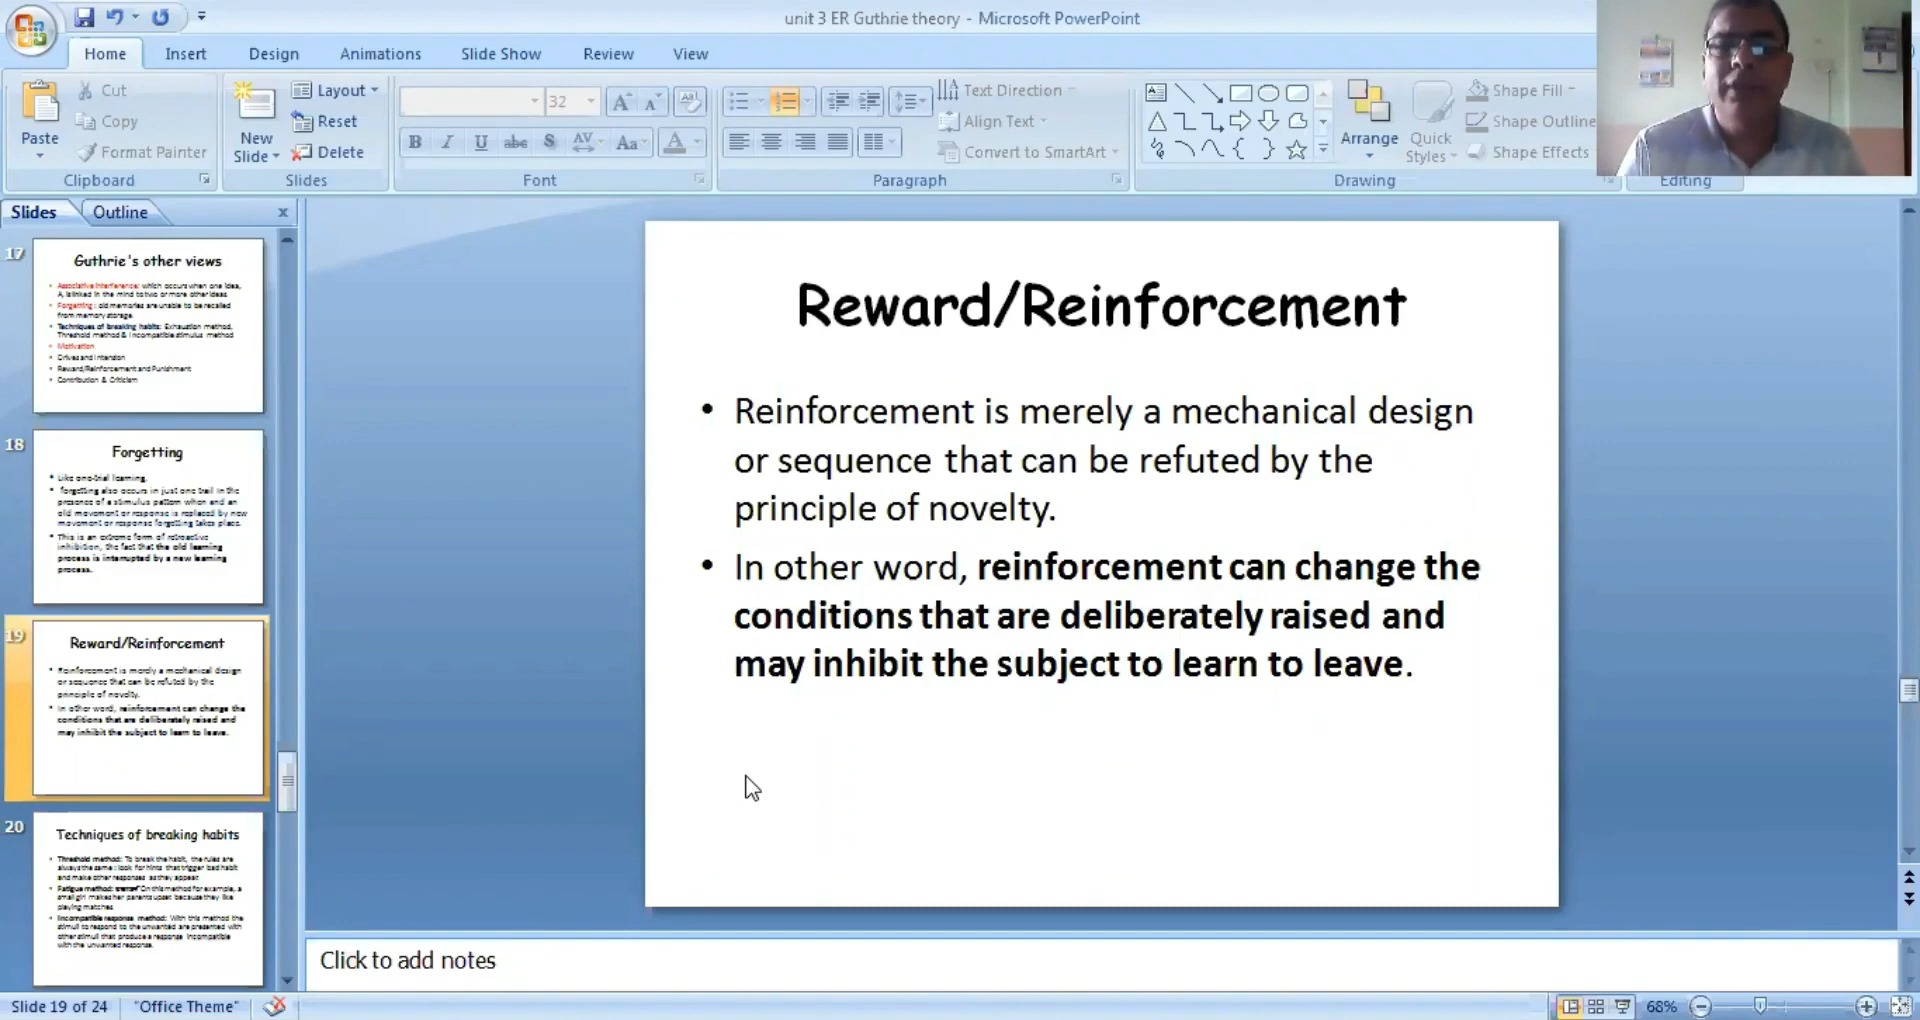 unit 3 ER Guthrie theory - Microsoft PowerPoint
Home Insert Design Animations Slide Show Review View
Paste
Cut
Copy
Format Painter
Clipboard
New
Slide
Layout
Reset
Delete
Slides
32
Font
Text Direction
Align Text
Convert to SmartArt
Paragraph
Arrange
Quick
Styles
Shape Fill
Shape Outline
Shape Effects
Drawing
Editing
Slides Outline
17
Guthrie's other views
• Associative interference: which occurs when one idea,
A, is linked in the mind to two or more other ideas
• Forgetting: old memories are unable to be recalled
from memory storage.
• Techniques of breaking habits: Exhaustion method,
Threshold method & Incompatible stimulus method
• Motivation
• Drives and Intension
• Reward/Reinforcement and Punishment
• Contribution & Criticism
18
Forgetting
• Like one-trial learning.
• forgetting also occurs in just one trail in the
presence of a stimulus pattern when and an
old movement or response is replaced by new
movement or response forgetting takes place.
• This is an extreme form of retroactive
inhibition, the fact that the old learning
process is interrupted by a new learning
process.
19
Reward/Reinforcement
• Reinforcement is merely a mechanical design
or sequence that can be refuted by the
principle of novelty.
• In other word, reinforcement can change the
conditions that are deliberately raised and
may inhibit the subject to learn to leave.
20
Techniques of breaking habits
• Threshold method: To break the habit, the rules are
always the same: look for hints that trigger bad habit
and make other responses as they appear
• Fatigue method: On this method for example, a
small girl makes her parents upset because they like
playing matches
• Incompatible response method: With this method the
stimuli to respond to the unwanted are presented with
other stimuli that produce a response incompatible
with the unwanted response.
Reward/Reinforcement
• Reinforcement is merely a mechanical design
or sequence that can be refuted by the
principle of novelty.
• In other word, reinforcement can change the
conditions that are deliberately raised and
may inhibit the subject to learn to leave.
Click to add notes
Slide 19 of 24 "Office Theme" 68%